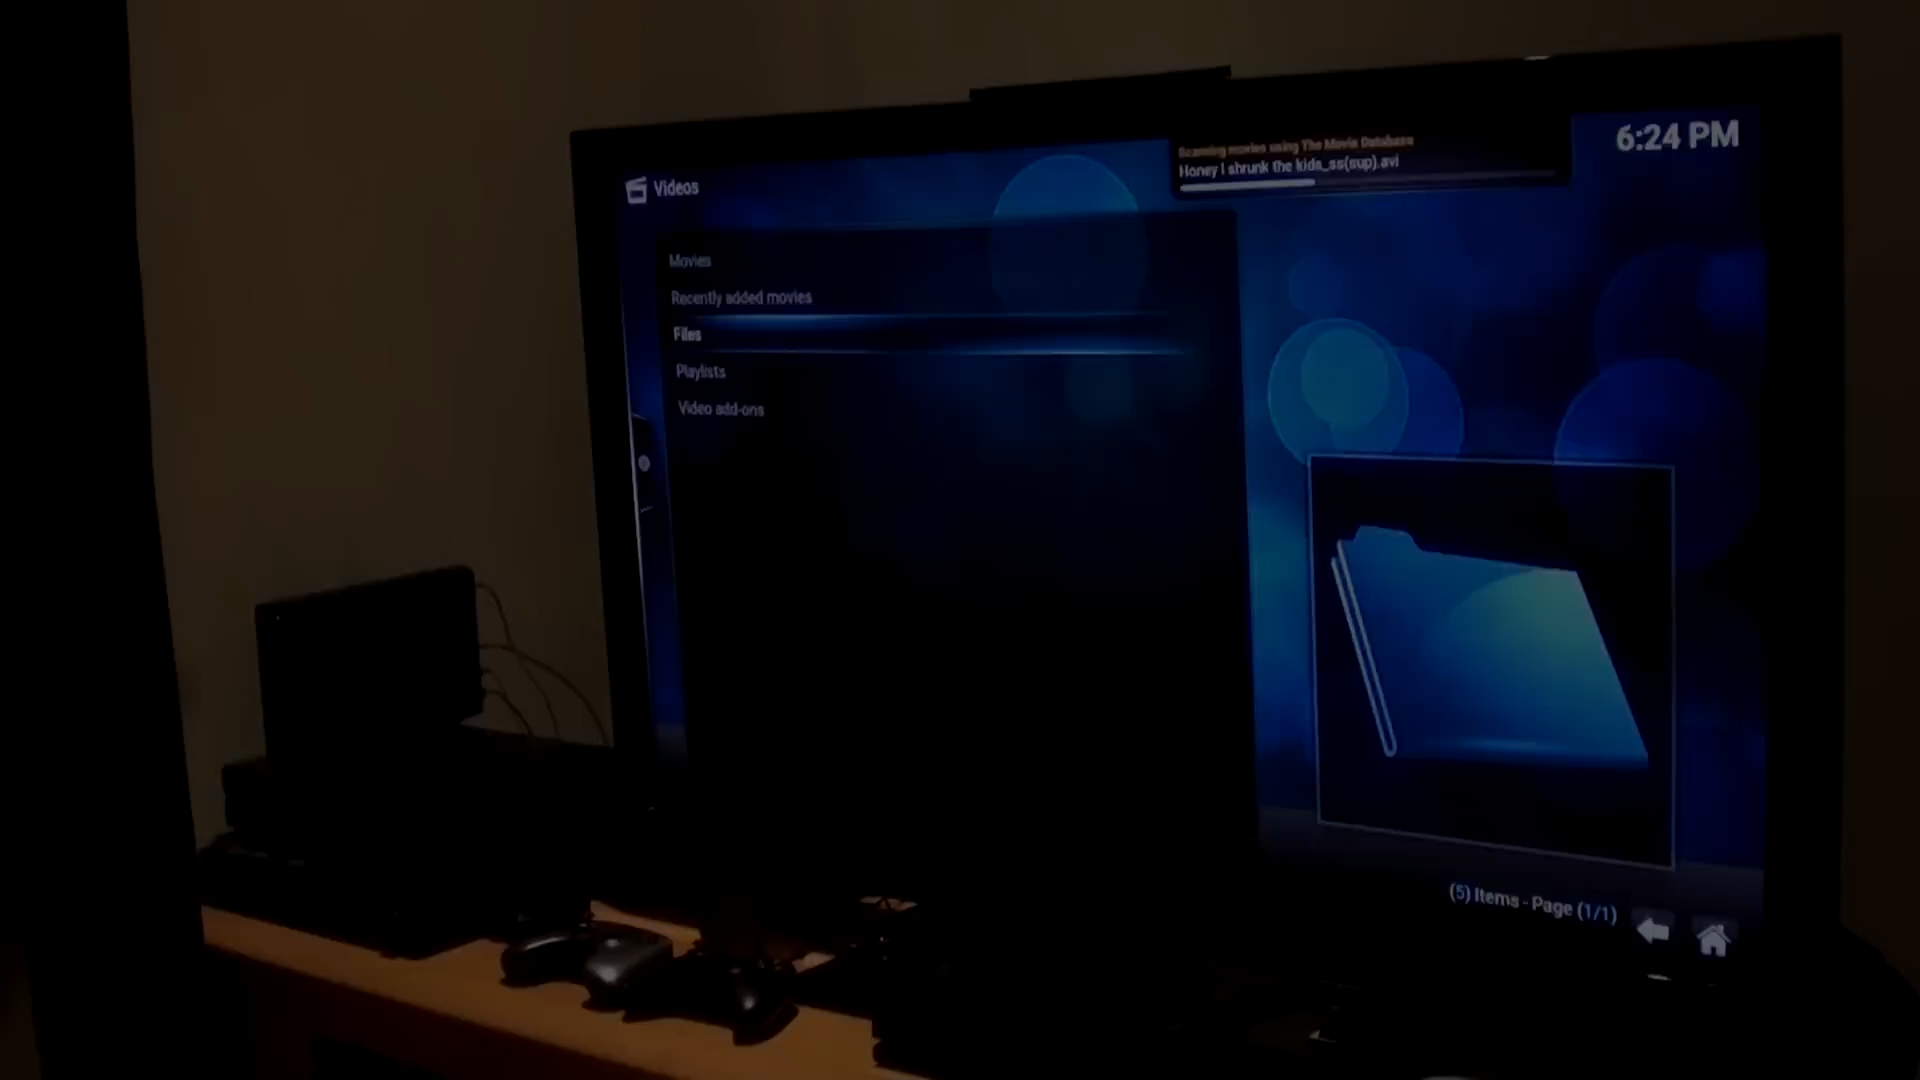 Scanning movies using The Movie Database
Honey I shrunk the kids_ss(sup).avi
6:24 PM
Videos
Movies
Recently added movies
Files
Playlists
Video add-ons
(5) Items - Page (1/1)